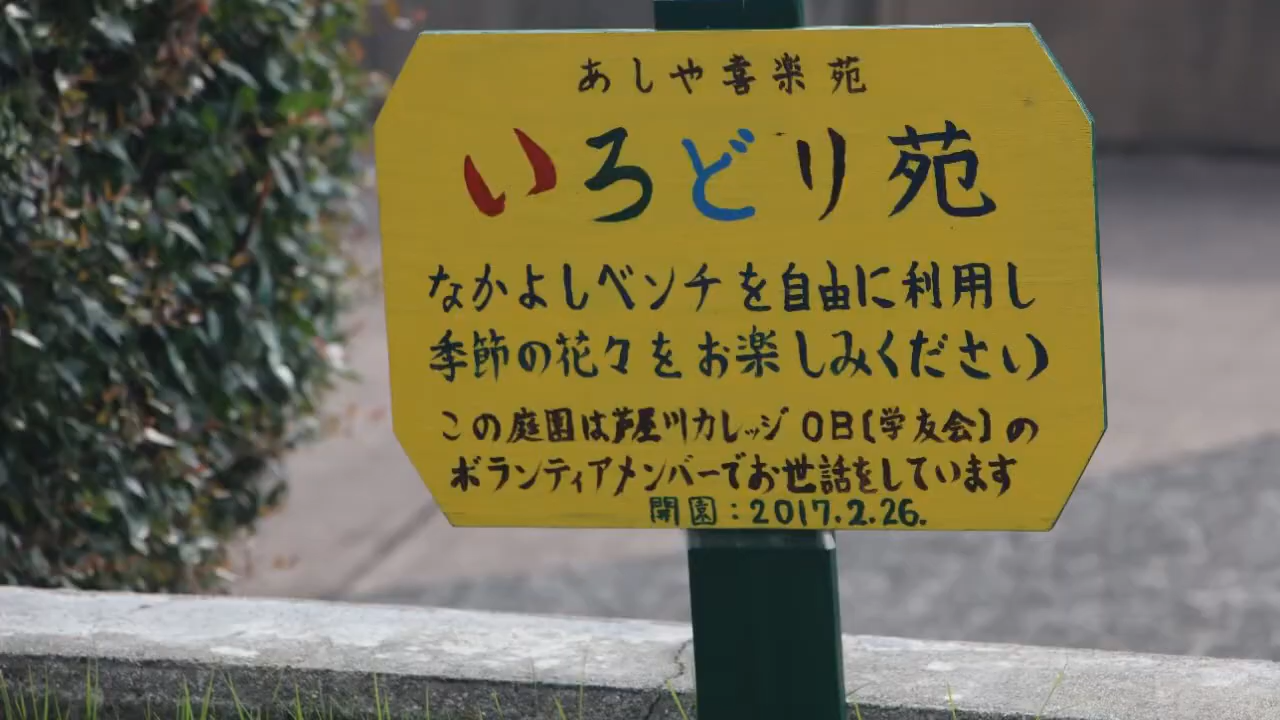 あしや喜楽苑
いろどり苑
なかよしベンチを自由に利用し
季節の花々をお楽しみください
この庭園は芦屋川カレッジOB〔学友会〕の
ボランティアメンバーでお世話をしています
開園：2017.2.26.